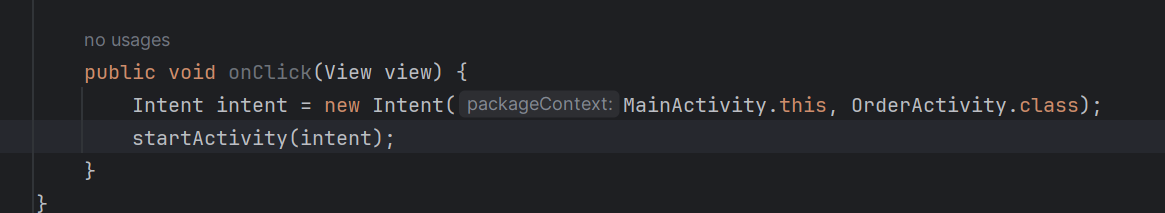 no usages
public void onClick(View view) {
Intent intent = new Intent( packageContext: MainActivity.this, OrderActivity.class);
startActivity(intent);
}
}